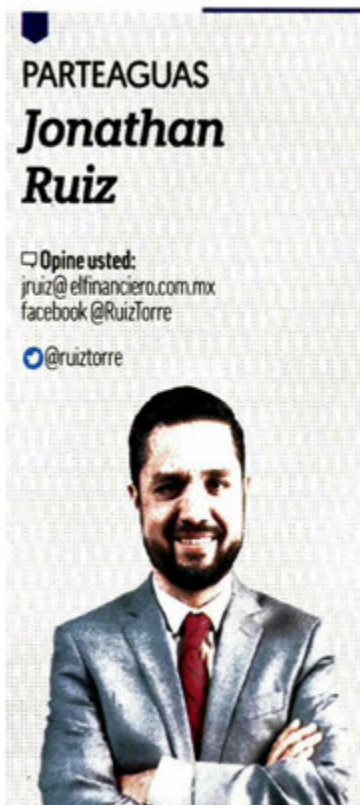 PARTEAGUAS
Jonathan
Ruiz
Opine usted:
jruiz@elfinanciero.com.mx
facebook @RuizTorre
@ruiztorre